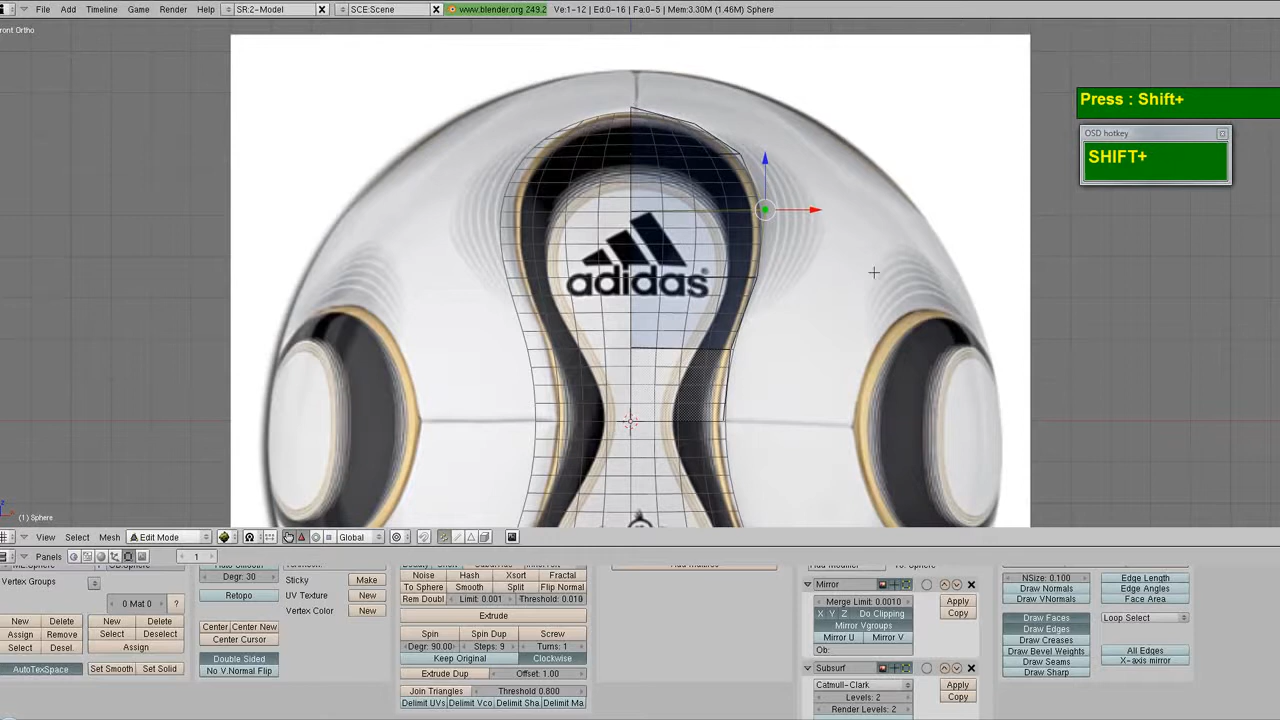 File Add Timeline Game Render Help SR:2-Model SCE:Scene www.blender.org 249.2 Ve:1-12 | Ed:0-16 | Fa:0-5 | Mem:3.30M (1.46M) Sphere
ront Ortho
Press : Shift+
OSD hotkey
SHIFT+
adidas
(1) Sphere
View Select Mesh Edit Mode Global
Panels 1
Vertex Groups
0 Mat 0 ?
New Delete New
Assign Remove Select Deselect
Select Desel. Assign
AutoTexSpace Set Smooth Set Solid
Degr: 30
Retopo
Center Center New
Center Cursor
Double Sided
No V.Normal Flip
Sticky Make
UV Texture New
Vertex Color New
Noise Hash Xsort Fractal
To Sphere Smooth Split Flip Normal
Rem Doubl Limit: 0.001 Threshold: 0.010
Extrude
Spin Spin Dup Screw
Degr: 90.00 Steps: 9 Turns: 1
Keep Original Clockwise
Extrude Dup Offset: 1.00
Join Triangles Threshold 0.800
Delimit UVs Delimit Vco Delimit Sha Delimit Ma
Mirror
Merge Limit: 0.0010 Apply
X Y Z Do Clipping Copy
Mirror Vgroups
Mirror U Mirror V
Ob:
Subsurf
Catmull-Clark Apply
Levels: 2 Copy
Render Levels: 2
NSize: 0.100
Draw Normals
Draw VNormals
Draw Faces
Draw Edges
Draw Creases
Draw Bevel Weights
Draw Seams
Draw Sharp
Edge Length
Edge Angles
Face Area
Loop Select
All Edges
X-axis mirror